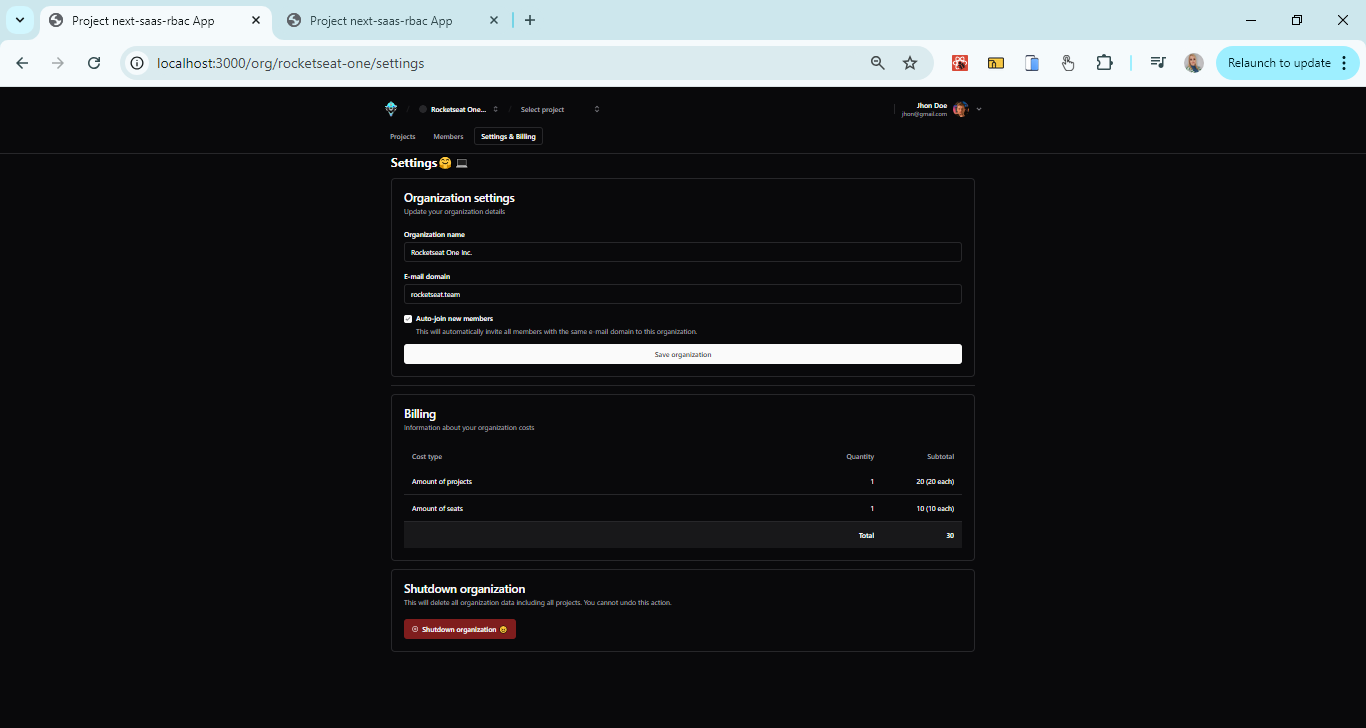 Project next-saas-rbac App
Project next-saas-rbac App
localhost:3000/org/rocketseat-one/settings
Relaunch to update
/ Rocketseat One... / Select project
Jhon Doe
jhon@gmail.com
Projects Members Settings & Billing
Settings🤗 💻
Organization settings
Update your organization details
Organization name
Rocketseat One Inc.
E-mail domain
rocketseat.team
Auto-join new members
This will automatically invite all members with the same e-mail domain to this organization.
Save organization
Billing
Information about your organization costs
Cost type Quantity Subtotal
Amount of projects 1 20 (20 each)
Amount of seats 1 10 (10 each)
Total 30
Shutdown organization
This will delete all organization data including all projects. You cannot undo this action.
Shutdown organization